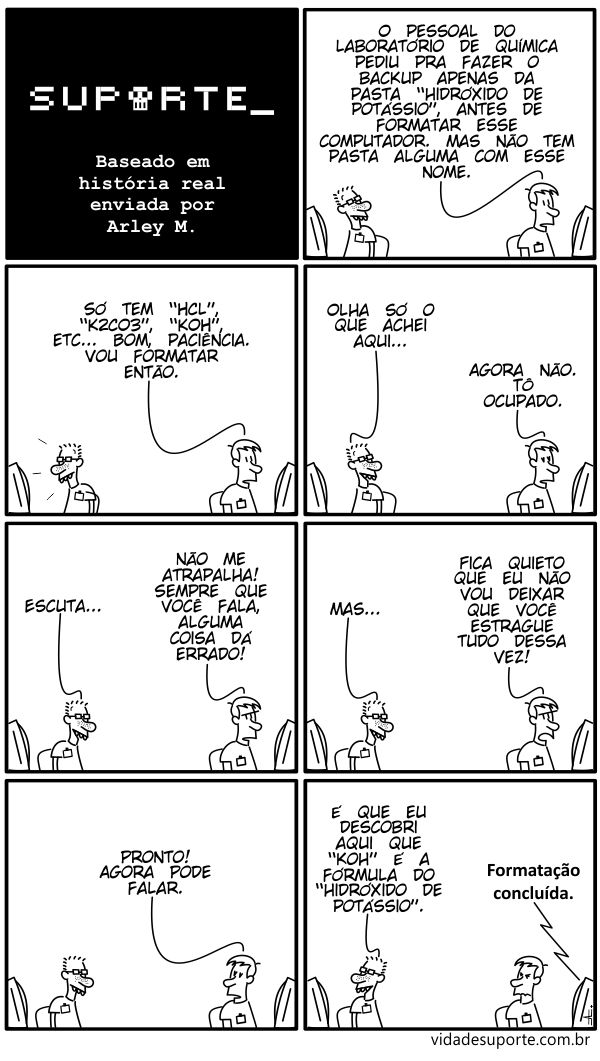 SUPORTE_
Baseado em
história real
enviada por
Arley M.
O PESSOAL DO
LABORATÓRIO DE QUÍMICA
PEDIU PRA FAZER O
BACKUP APENAS DA
PASTA "HIDRÓXIDO DE
POTÁSSIO", ANTES DE
FORMATAR ESSE
COMPUTADOR. MAS NÃO TEM
PASTA ALGUMA COM ESSE
NOME.
SÓ TEM "HCL",
"K2CO3", "KOH",
ETC... BOM, PACIÊNCIA.
VOU FORMATAR
ENTÃO.
OLHA SÓ O
QUE ACHEI
AQUI...
AGORA NÃO.
TÔ
OCUPADO.
ESCUTA...
NÃO ME
ATRAPALHA!
SEMPRE QUE
VOCÊ FALA,
ALGUMA
COISA DÁ
ERRADO!
MAS...
FICA QUIETO
QUE EU NÃO
VOU DEIXAR
QUE VOCÊ
ESTRAGUE
TUDO DESSA
VEZ!
PRONTO!
AGORA PODE
FALAR.
É QUE EU
DESCOBRI
AQUI QUE
"KOH" É A
FÓRMULA DO
"HIDRÓXIDO DE
POTÁSSIO".
Formatação
concluída.
vidadesuporte.com.br